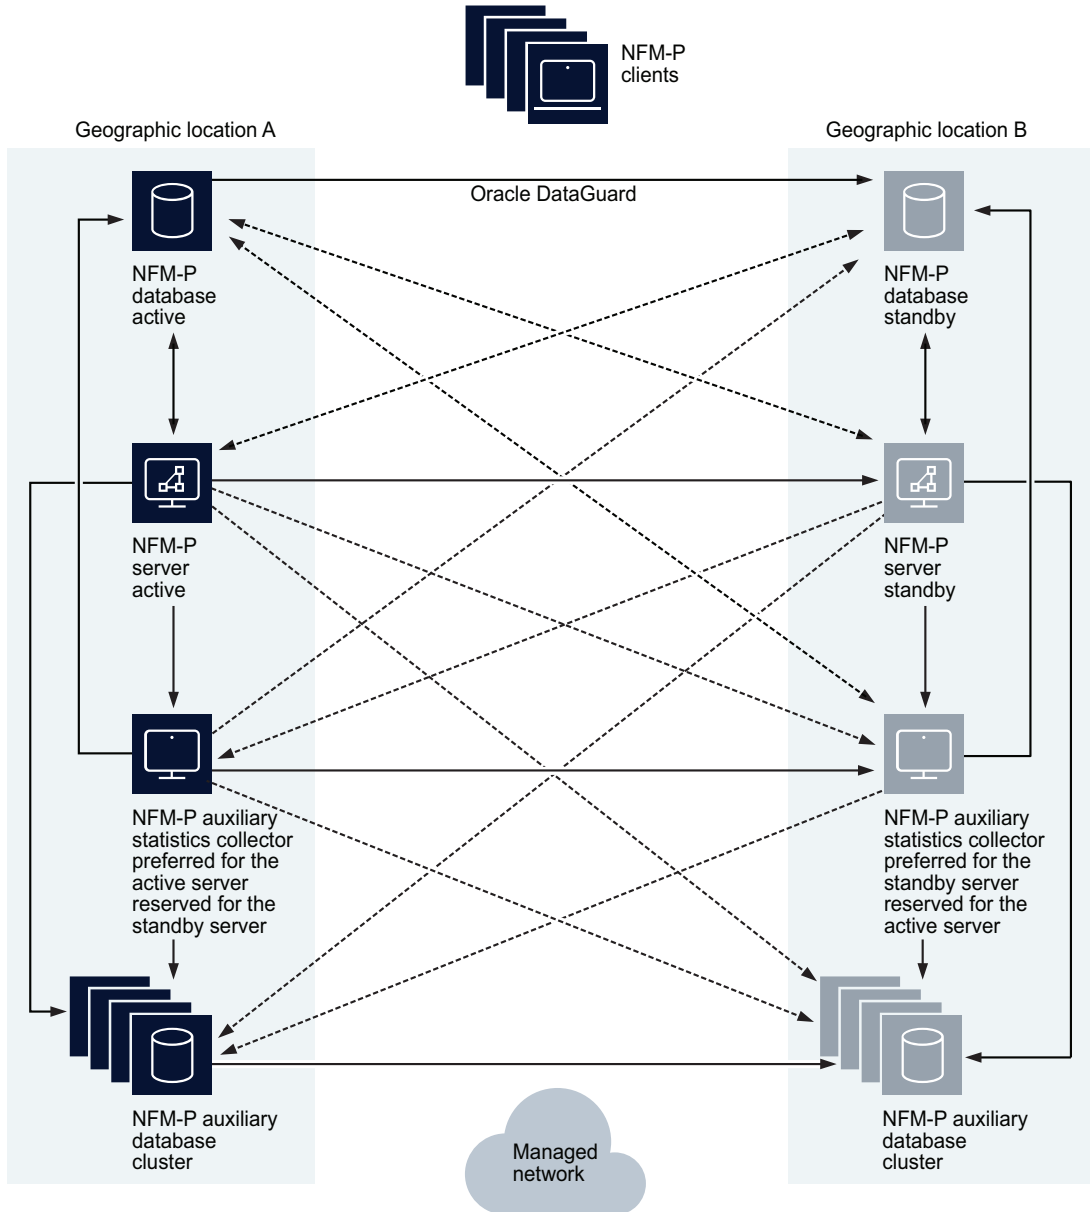 NFM-P
clients
Geographic location A
Geographic location B
Oracle DataGuard
NFM-P
database
active
NFM-P
database
standby
NFM-P
server
active
NFM-P
server
standby
NFM-P auxiliary
statistics collector
preferred for the
active server
reserved for the
standby server
NFM-P auxiliary
statistics collector
preferred for the
standby server
reserved for the
active server
NFM-P auxiliary
database
cluster
NFM-P auxiliary
database
cluster
Managed
network